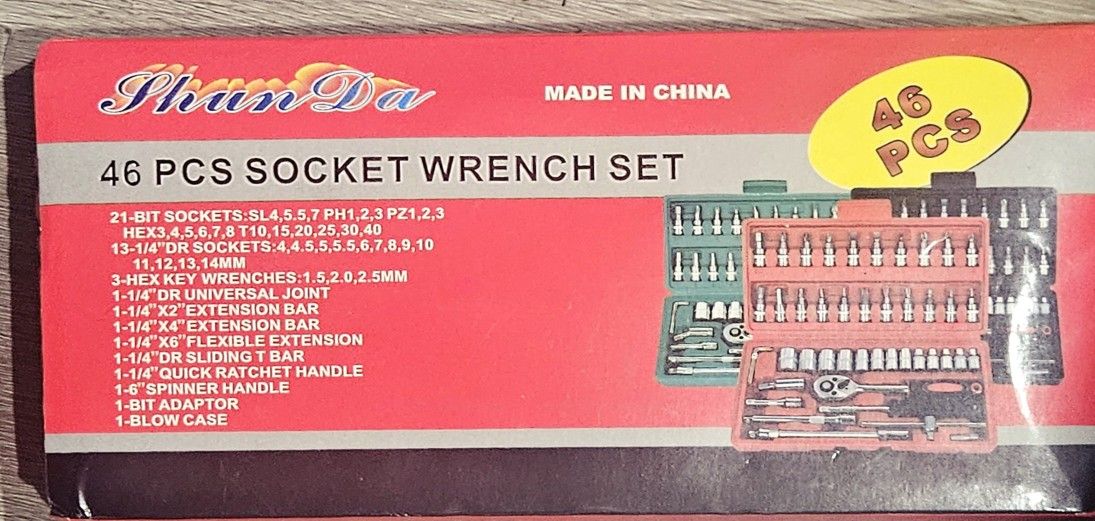 Shun Da
MADE IN CHINA
46
PCS
46 PCS SOCKET WRENCH SET
21-BIT SOCKETS:SL4,5.5,7 PH1,2,3 PZ1,2,3
HEX3,4,5,6,7,8 T10,15,20,25,30,40
13-1/4"DR SOCKETS:4,4.5,5,5.5,6,7,8,9,10
11,12,13,14MM
3-HEX KEY WRENCHES:1.5,2.0,2.5MM
1-1/4"DR UNIVERSAL JOINT
1-1/4"X2"EXTENSION BAR
1-1/4"X4"EXTENSION BAR
1-1/4"X6"FLEXIBLE EXTENSION
1-1/4"DR SLIDING T BAR
1-1/4"QUICK RATCHET HANDLE
1-6"SPINNER HANDLE
1-BIT ADAPTOR
1-BLOW CASE